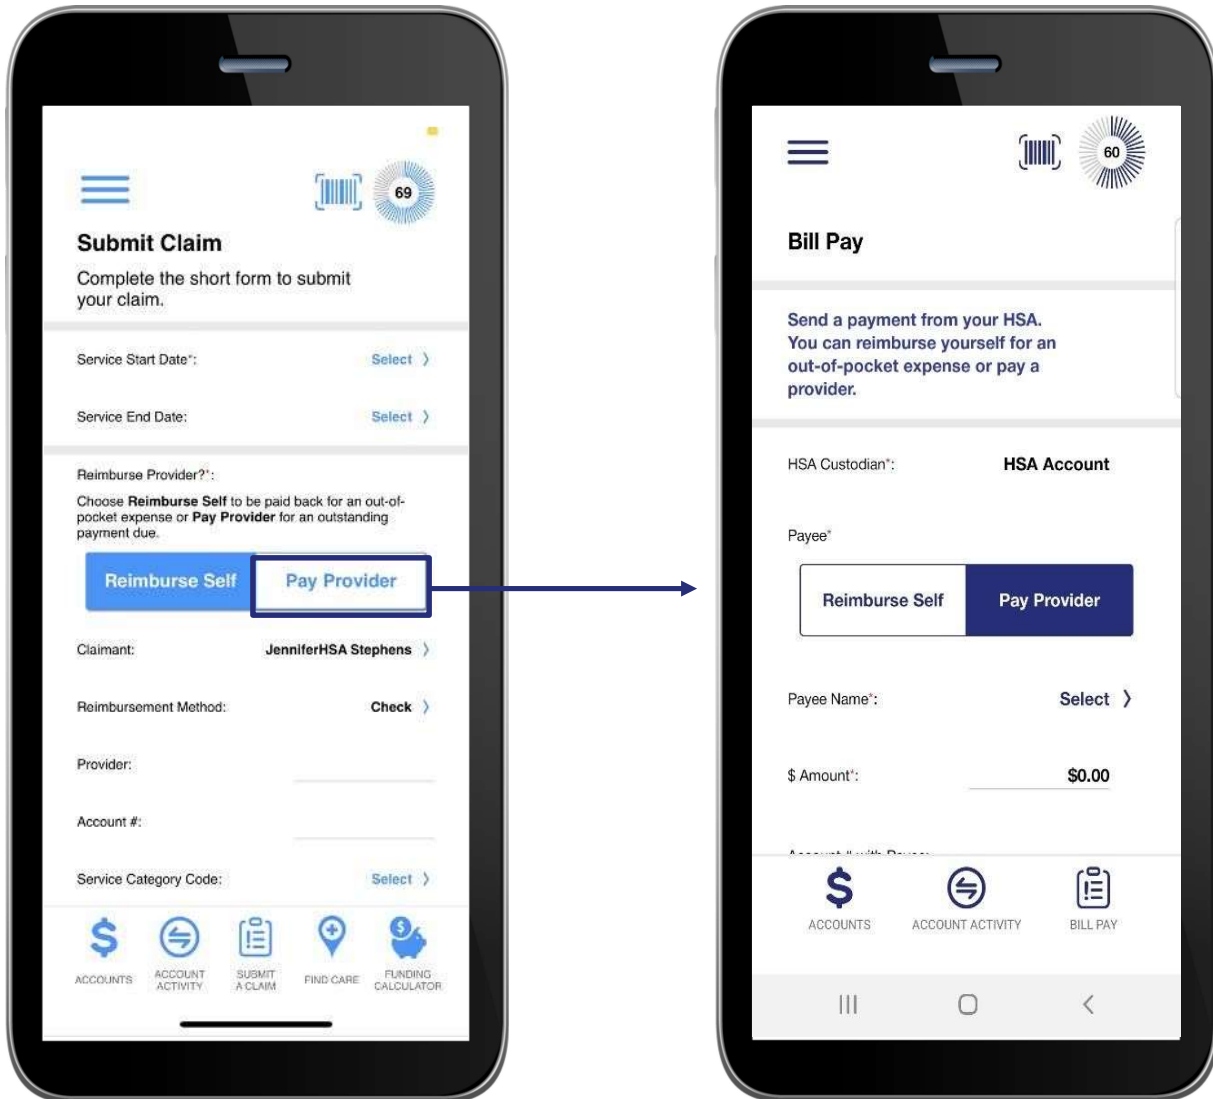 69
Submit Claim
Complete the short form to submit
your claim.
Service Start Date*:
Select
Service End Date:
Select
Reimburse Provider?*:
Choose Reimburse Self to be paid back for an out-of-
pocket expense or Pay Provider for an outstanding
payment due.
Reimburse Self
Pay Provider
Claimant:
JenniferHSA Stephens
Reimbursement Method:
Check
Provider:
Account #:
Service Category Code:
Select
ACCOUNTS
ACCOUNT
ACTIVITY
SUBMIT
A CLAIM
FIND CARE
FUNDING
CALCULATOR
60
Bill Pay
Send a payment from your HSA.
You can reimburse yourself for an
out-of-pocket expense or pay a
provider.
HSA Custodian*:
HSA Account
Payee*
Reimburse Self
Pay Provider
Payee Name*:
Select
$ Amount*:
$0.00
Account # with Payee:
ACCOUNTS
ACCOUNT ACTIVITY
BILL PAY